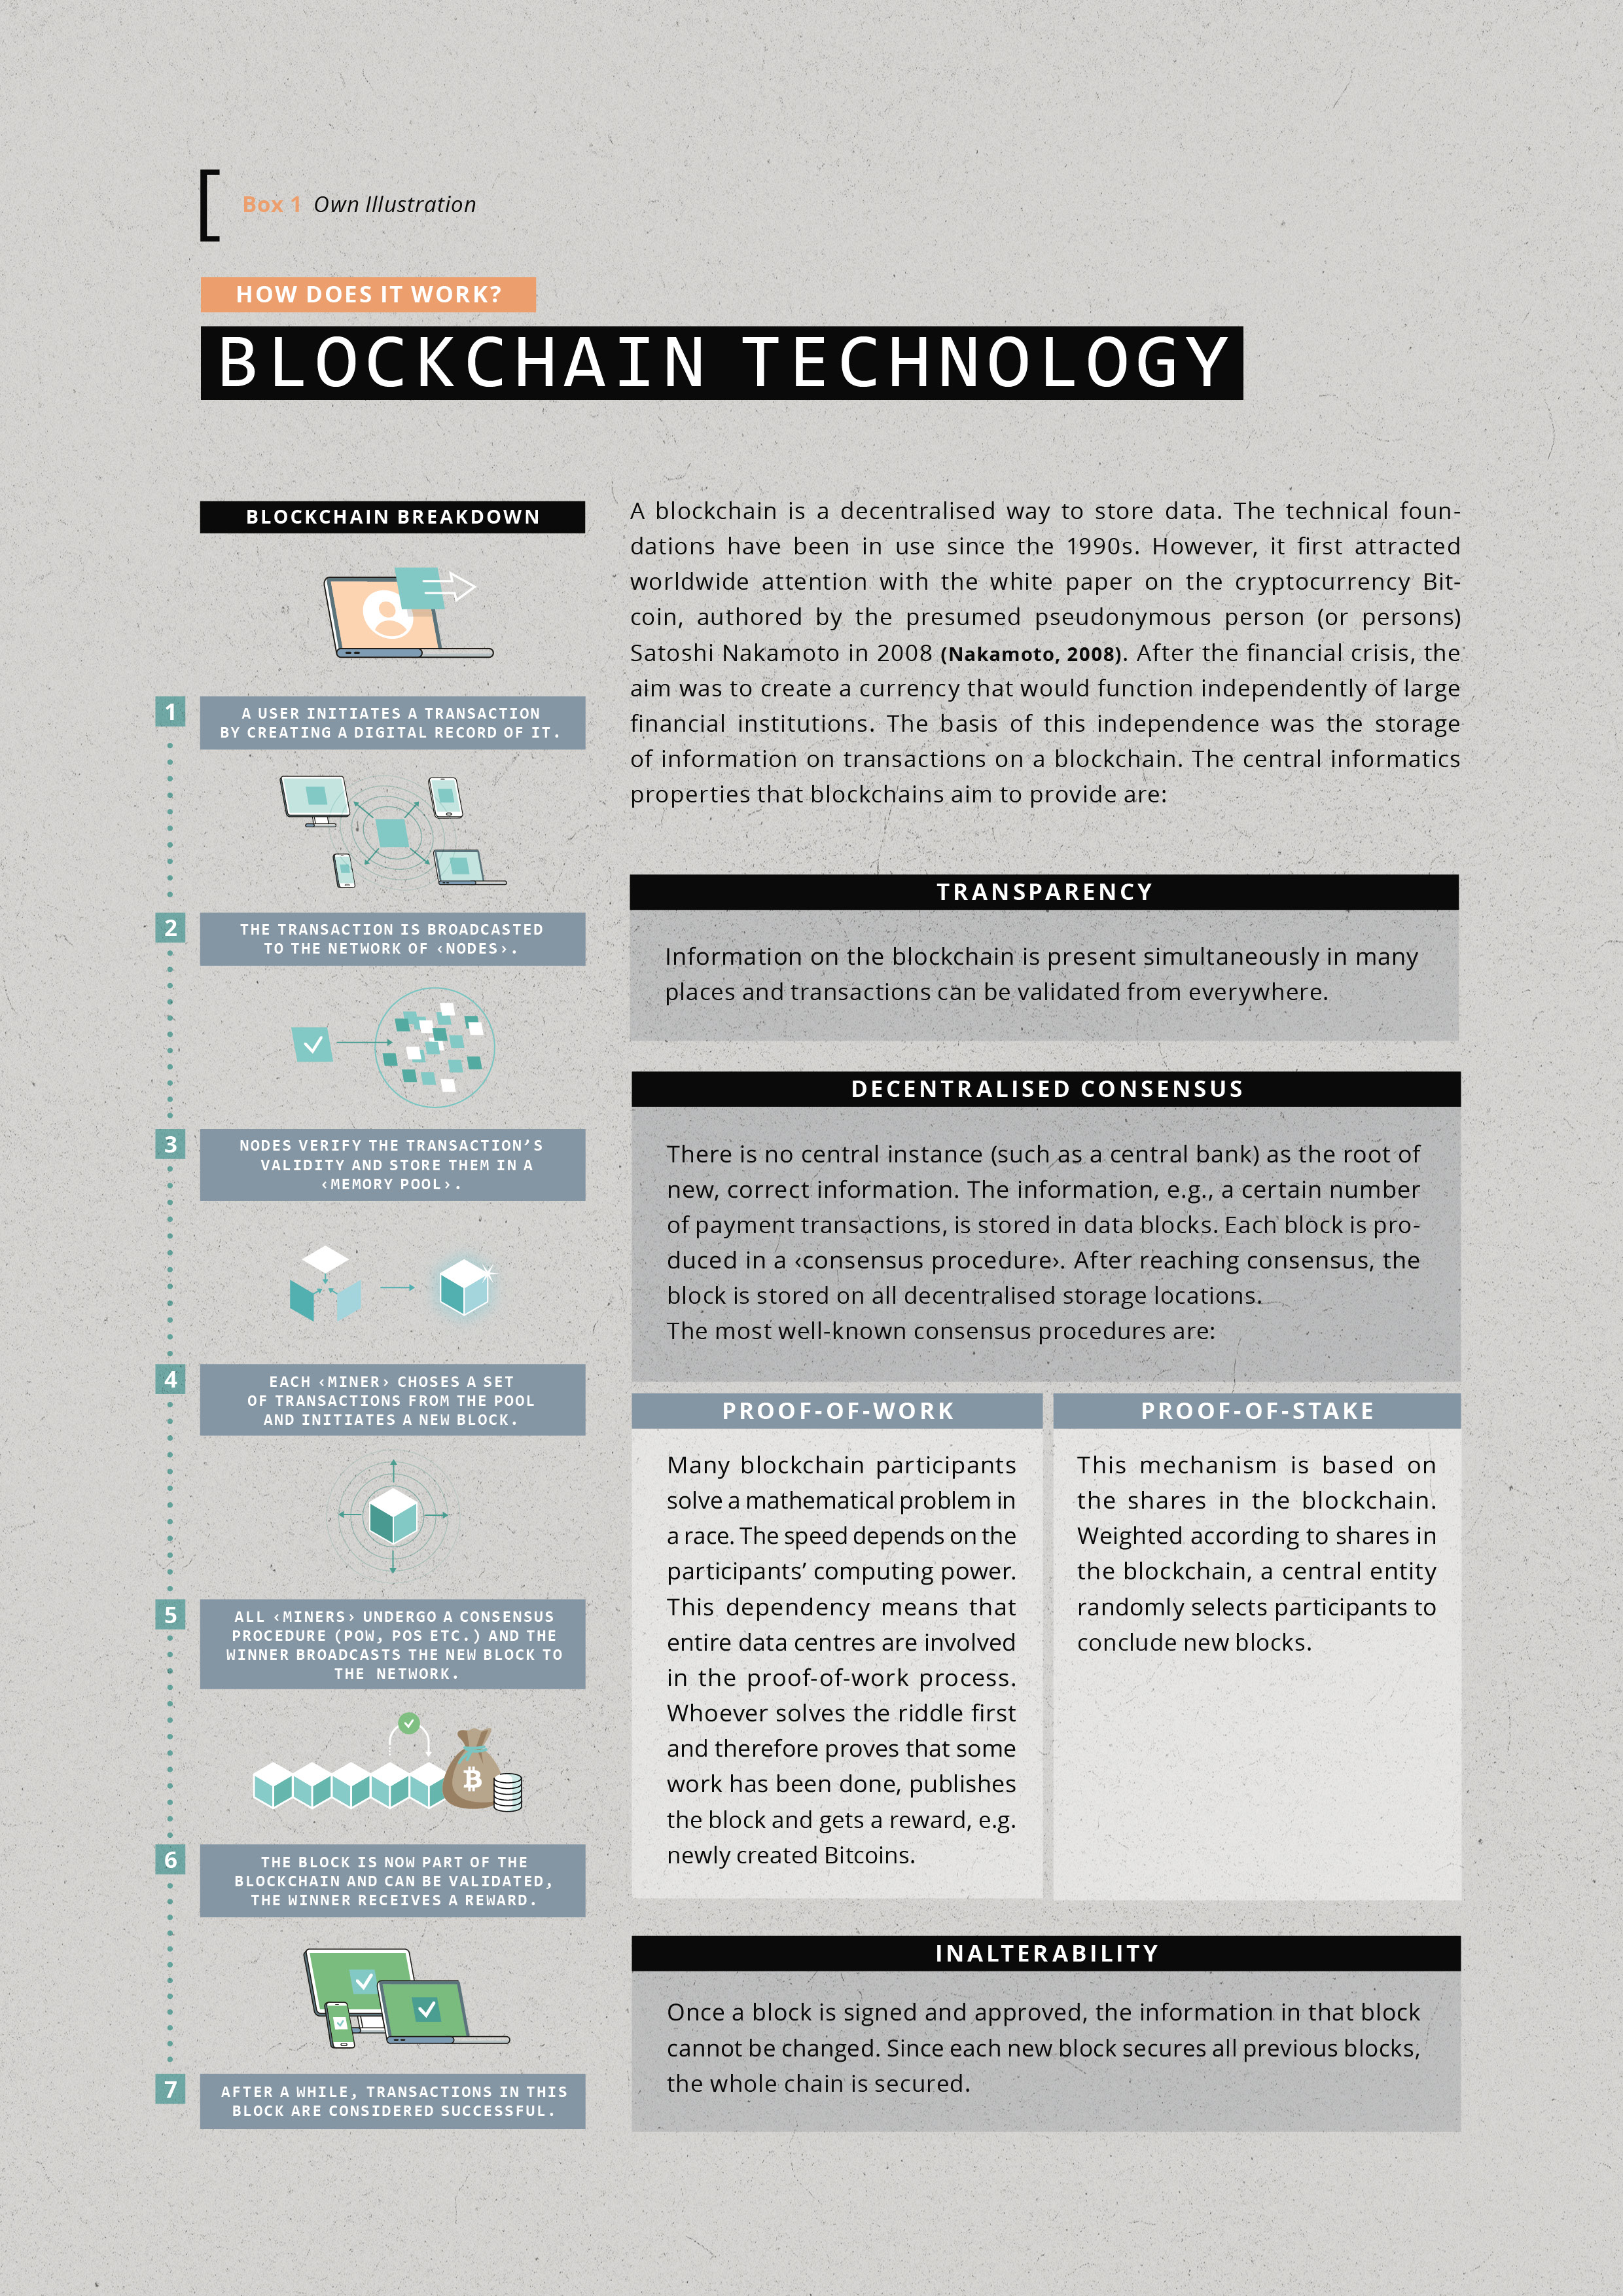 Box 1 Own Illustration
HOW DOES IT WORK?
BLOCKCHAIN TECHNOLOGY
BLOCKCHAIN BREAKDOWN
1
A USER INITIATES A TRANSACTION
BY CREATING A DIGITAL RECORD OF IT.
2
THE TRANSACTION IS BROADCASTED
TO THE NETWORK OF ‹NODES›.
3
NODES VERIFY THE TRANSACTION’S
VALIDITY AND STORE THEM IN A
‹MEMORY POOL›.
4
EACH ‹MINER› CHOSES A SET
OF TRANSACTIONS FROM THE POOL
AND INITIATES A NEW BLOCK.
5
ALL ‹MINERS› UNDERGO A CONSENSUS
PROCEDURE (POW, POS ETC.) AND THE
WINNER BROADCASTS THE NEW BLOCK TO
THE NETWORK.
6
THE BLOCK IS NOW PART OF THE
BLOCKCHAIN AND CAN BE VALIDATED,
THE WINNER RECEIVES A REWARD.
7
AFTER A WHILE, TRANSACTIONS IN THIS
BLOCK ARE CONSIDERED SUCCESSFUL.
A blockchain is a decentralised way to store data. The technical foun-
dations have been in use since the 1990s. However, it first attracted
worldwide attention with the white paper on the cryptocurrency Bit-
coin, authored by the presumed pseudonymous person (or persons)
Satoshi Nakamoto in 2008 (Nakamoto, 2008). After the financial crisis, the
aim was to create a currency that would function independently of large
financial institutions. The basis of this independence was the storage
of information on transactions on a blockchain. The central informatics
properties that blockchains aim to provide are:
TRANSPARENCY
Information on the blockchain is present simultaneously in many
places and transactions can be validated from everywhere.
DECENTRALISED CONSENSUS
There is no central instance (such as a central bank) as the root of
new, correct information. The information, e.g., a certain number
of payment transactions, is stored in data blocks. Each block is pro-
duced in a ‹consensus procedure›. After reaching consensus, the
block is stored on all decentralised storage locations.
The most well-known consensus procedures are:
PROOF-OF-WORK
Many blockchain participants
solve a mathematical problem in
a race. The speed depends on the
participants’ computing power.
This dependency means that
entire data centres are involved
in the proof-of-work process.
Whoever solves the riddle first
and therefore proves that some
work has been done, publishes
the block and gets a reward, e.g.
newly created Bitcoins.
PROOF-OF-STAKE
This mechanism is based on
the shares in the blockchain.
Weighted according to shares in
the blockchain, a central entity
randomly selects participants to
conclude new blocks.
INALTERABILITY
Once a block is signed and approved, the information in that block
cannot be changed. Since each new block secures all previous blocks,
the whole chain is secured.